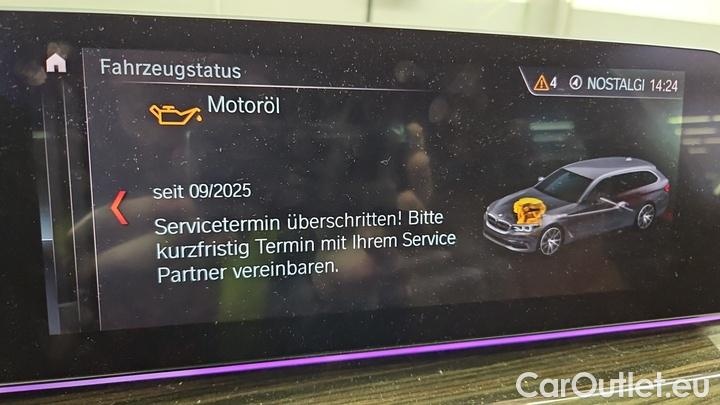 Fahrzeugstatus
4 NOSTALGI 14:24
Motoröl
seit 09/2025
Servicetermin überschritten! Bitte
kurzfristig Termin mit Ihrem Service
Partner vereinbaren.
CarOutlet.eu